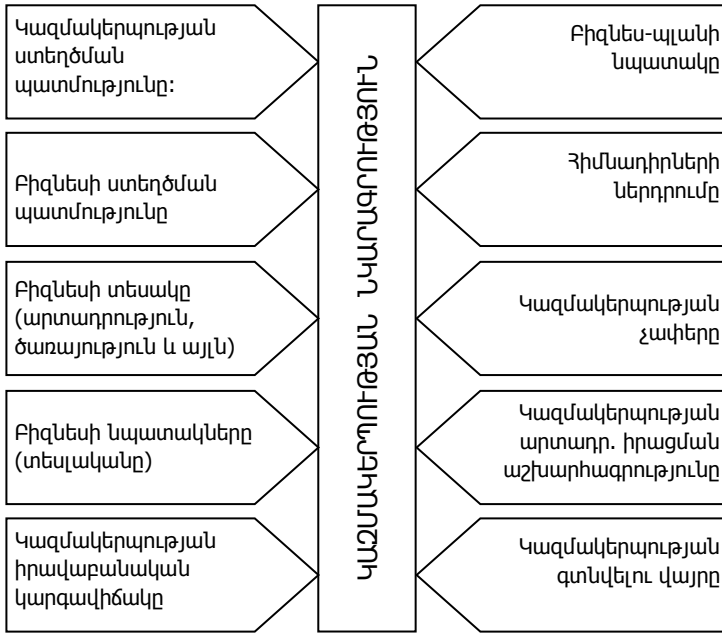 Կազմակերպության
ստեղծման
պատմությունը:
Բիզնեսի ստեղծման
պատմությունը
Բիզնեսի տեսակը
(արտադրություն,
ծառայություն և այլն)
Բիզնեսի նպատակները
(տեսլականը)
Կազմակերպության
իրավաբանական
կարգավիճակը
ԿԱԶՄԱԿԵՐՊՈՒԹՅԱՆ ՆԿԱՐԱԳՐՈՒԹՅՈՒՆ
Բիզնես-պլանի
նպատակը
Հիմնադիրների
ներդրումը
Կազմակերպության
չափերը
Կազմակերպության
արտադր. իրացման
աշխարհագրությունը
Կազմակերպության
գտնվելու վայրը